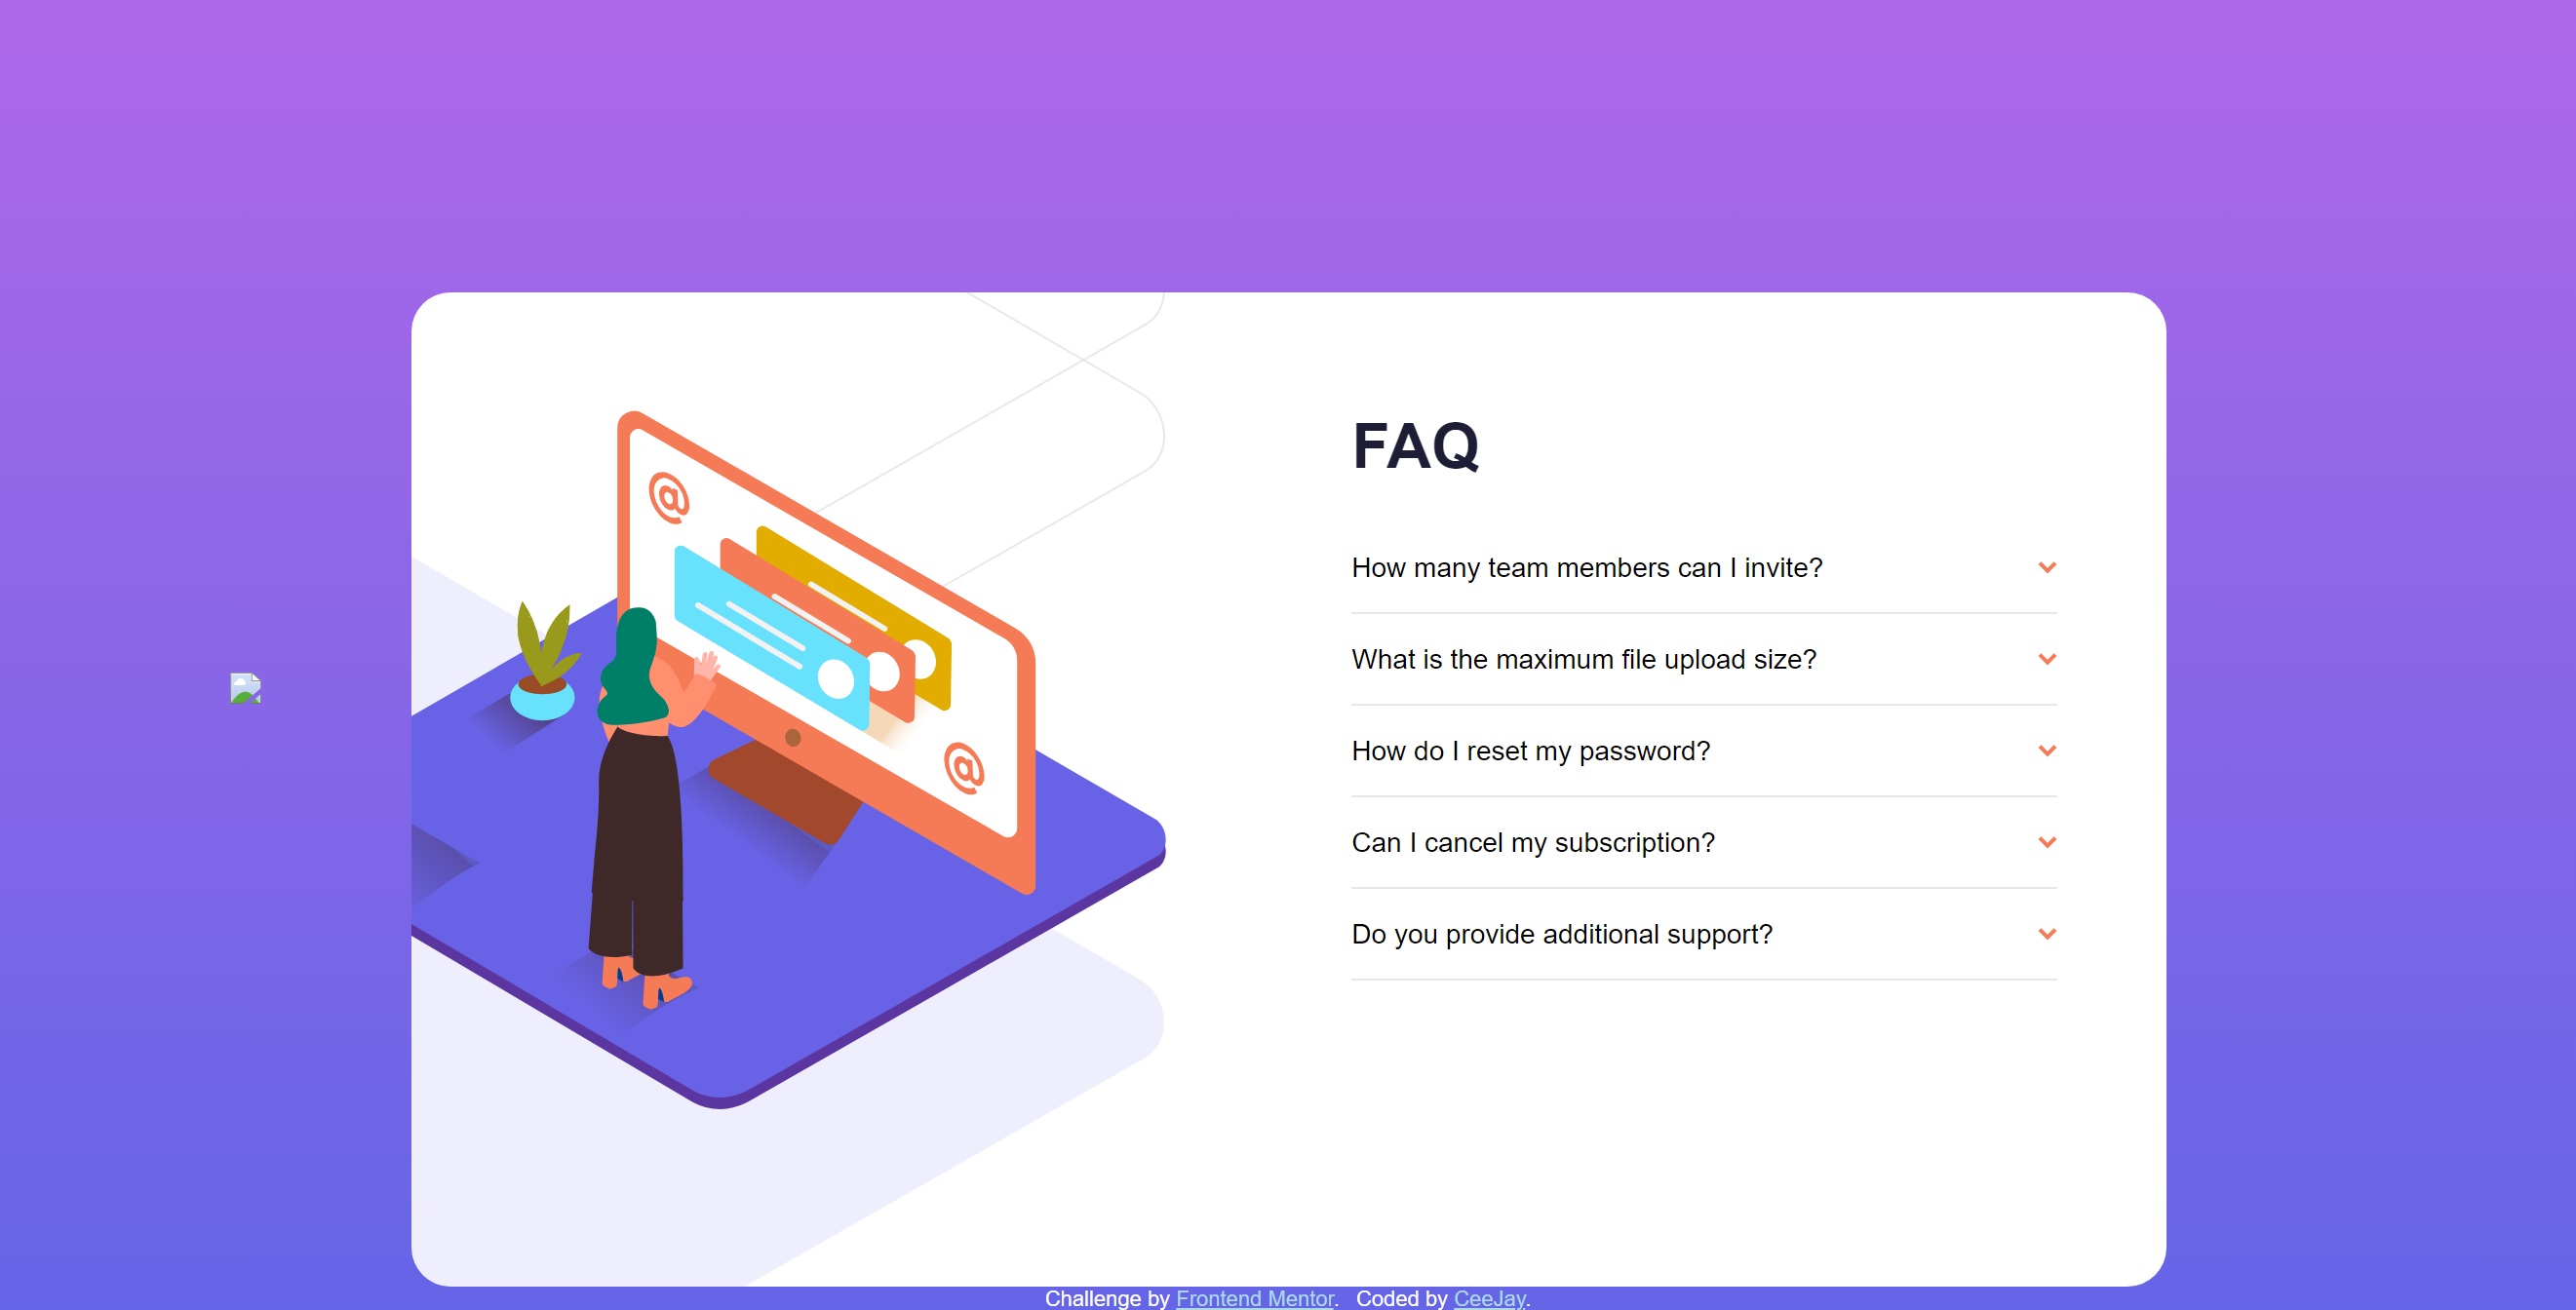 @
@
FAQ
How many team members can I invite?
What is the maximum file upload size?
How do I reset my password?
Can I cancel my subscription?
Do you provide additional support?
Challenge by Frontend Mentor. Coded by CeeJay.